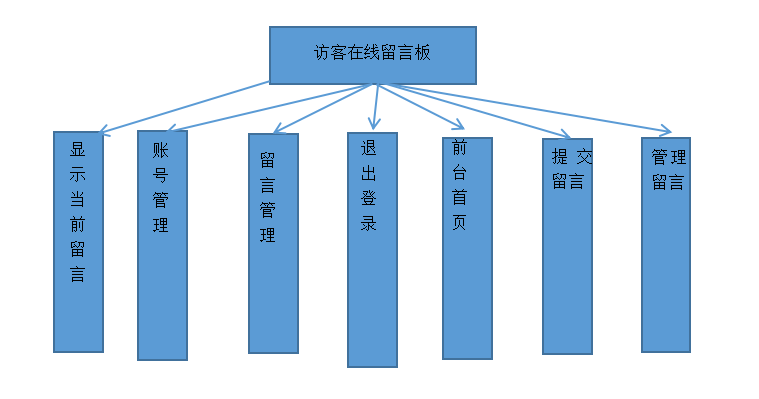 访客在线留言板
显示当前留言
账号管理
留言管理
退出登录
前台首页
提 交
留言
管理
留言